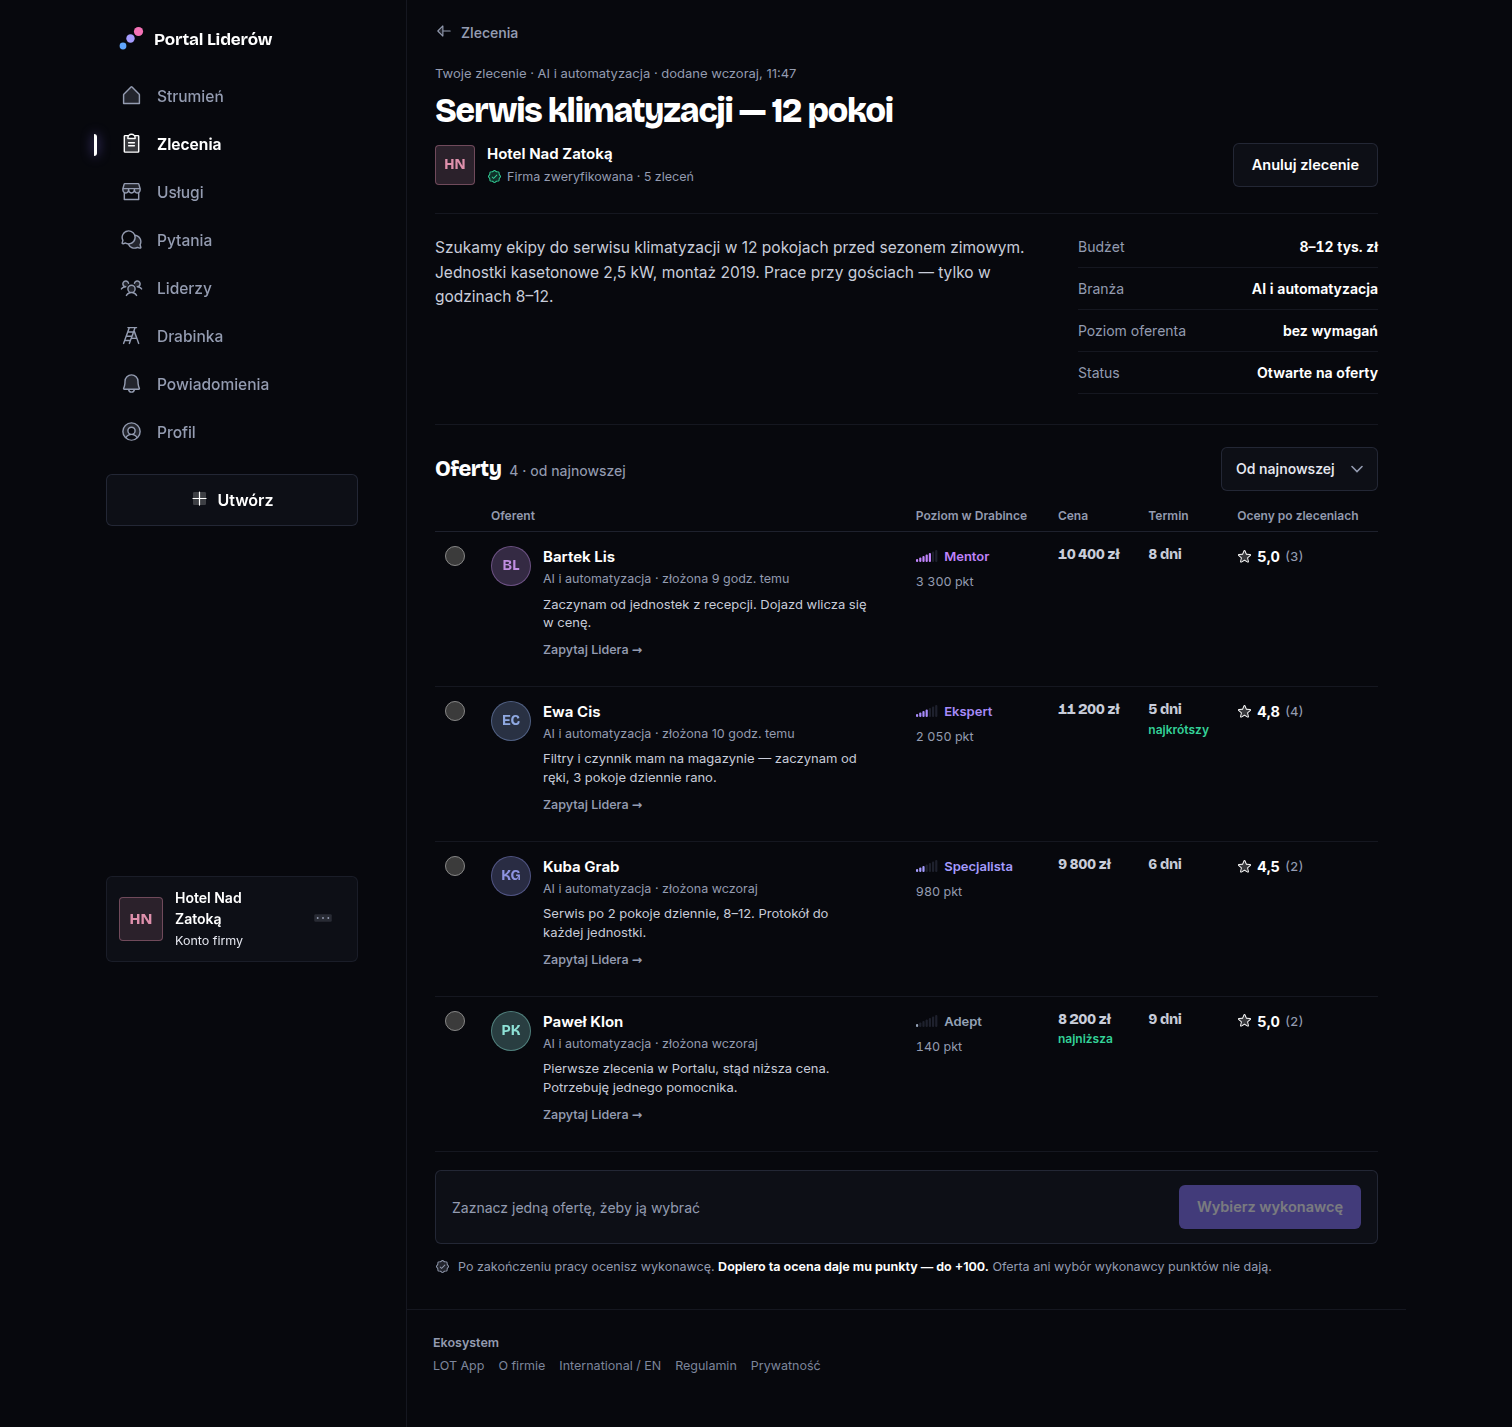 Portal Liderów
Strumień
Zlecenia
Usługi
Pytania
Liderzy
Drabinka
Powiadomienia
Profil
Utwórz
HN
Hotel Nad
Zatoką
Konto firmy
Zlecenia
Twoje zlecenie · AI i automatyzacja · dodane wczoraj, 11:47
Serwis klimatyzacji — 12 pokoi
HN
Hotel Nad Zatoką
Firma zweryfikowana · 5 zleceń
Anuluj zlecenie
Szukamy ekipy do serwisu klimatyzacji w 12 pokojach przed sezonem zimowym.
Jednostki kasetonowe 2,5 kW, montaż 2019. Prace przy gościach — tylko w
godzinach 8–12.
Budżet 8–12 tys. zł
Branża AI i automatyzacja
Poziom oferenta bez wymagań
Status Otwarte na oferty
Oferty 4 · od najnowszej
Od najnowszej
Oferent Poziom w Drabince Cena Termin Oceny po zleceniach
BL Bartek Lis Mentor 10 400 zł 8 dni 5,0 (3)
AI i automatyzacja · złożona 9 godz. temu 3 300 pkt
Zaczynam od jednostek z recepcji. Dojazd wlicza się
w cenę.
Zapytaj Lidera →
EC Ewa Cis Ekspert 11 200 zł 5 dni 4,8 (4)
AI i automatyzacja · złożona 10 godz. temu 2 050 pkt najkrótszy
Filtry i czynnik mam na magazynie — zaczynam od
ręki, 3 pokoje dziennie rano.
Zapytaj Lidera →
KG Kuba Grab Specjalista 9 800 zł 6 dni 4,5 (2)
AI i automatyzacja · złożona wczoraj 980 pkt
Serwis po 2 pokoje dziennie, 8–12. Protokół do
każdej jednostki.
Zapytaj Lidera →
PK Paweł Klon Adept 8 200 zł 9 dni 5,0 (2)
AI i automatyzacja · złożona wczoraj 140 pkt najniższa
Pierwsze zlecenia w Portalu, stąd niższa cena.
Potrzebuję jednego pomocnika.
Zapytaj Lidera →
Zaznacz jedną ofertę, żeby ją wybrać
Wybierz wykonawcę
Po zakończeniu pracy ocenisz wykonawcę. Dopiero ta ocena daje mu punkty — do +100. Oferta ani wybór wykonawcy punktów nie dają.
Ekosystem
LOT App O firmie International / EN Regulamin Prywatność